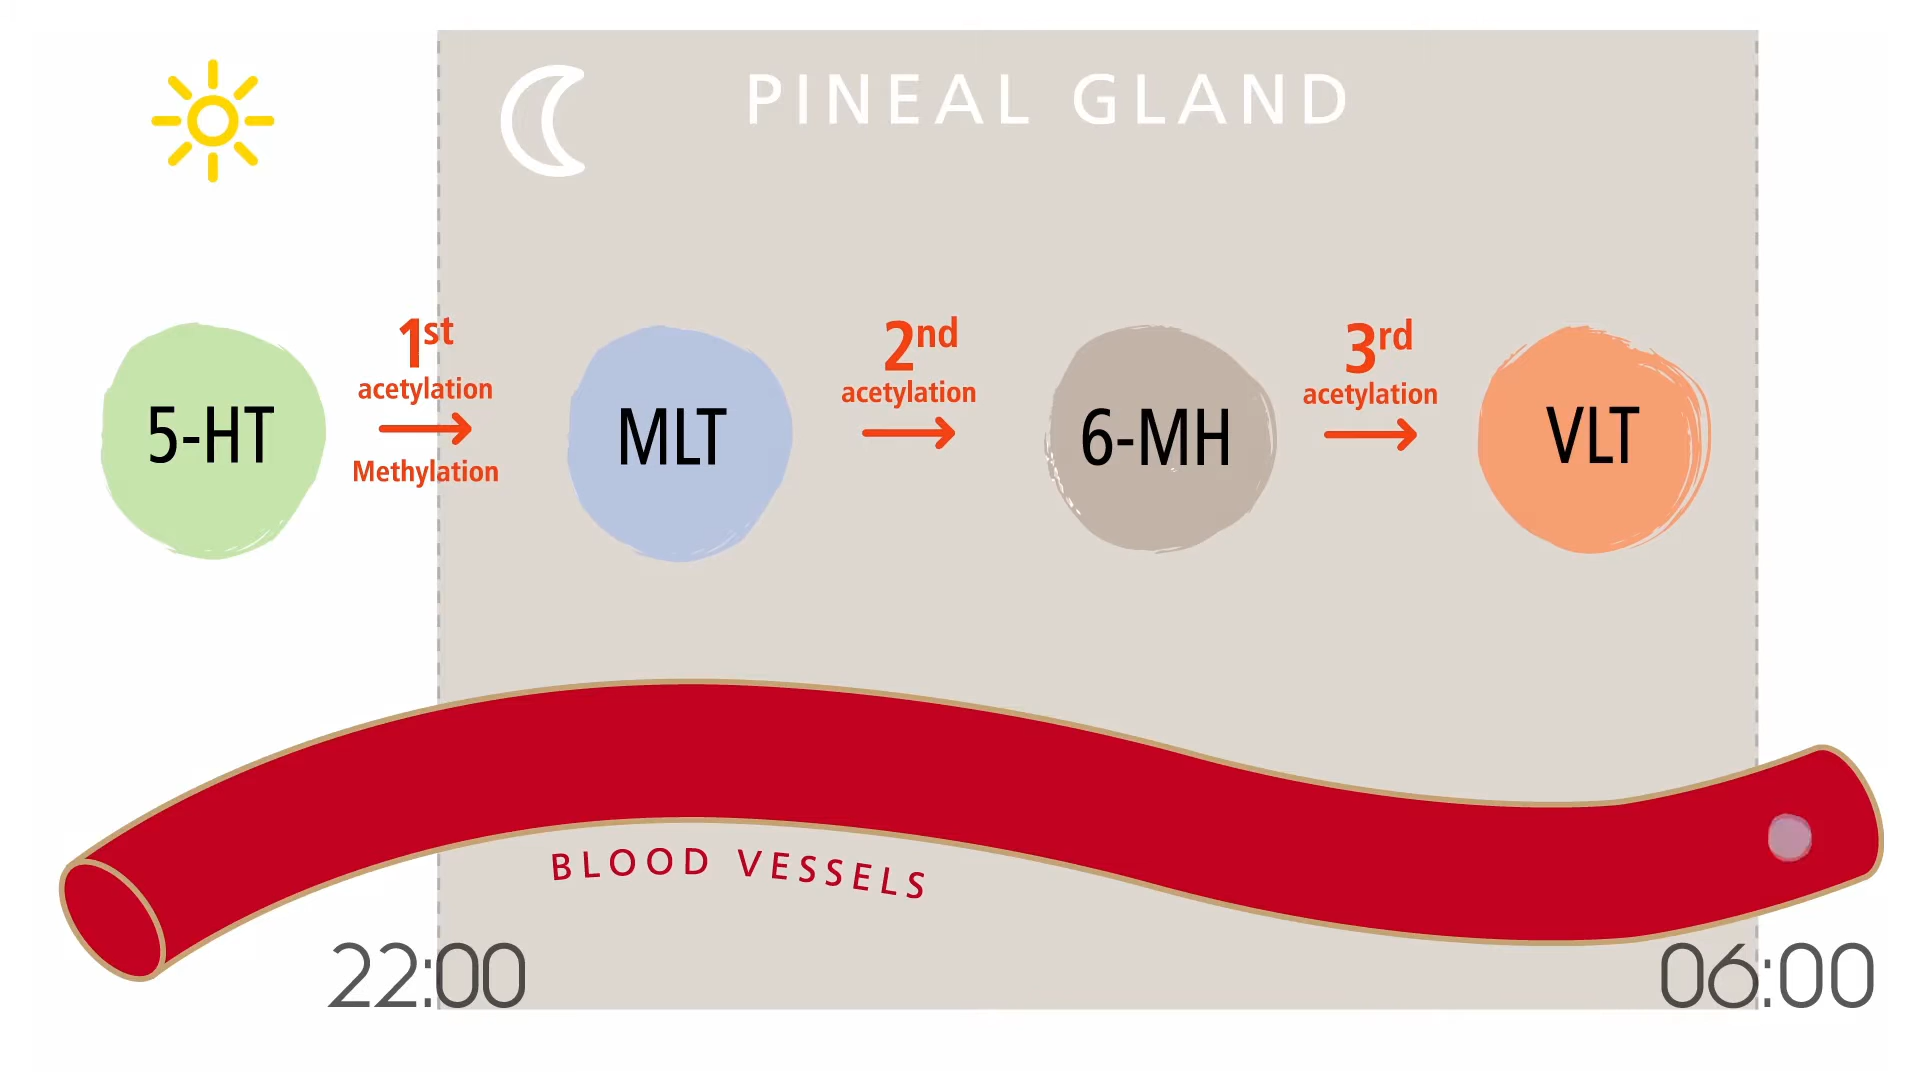 PINEAL GLAND
5-HT
1st
acetylation
Methylation
MLT
2nd
acetylation
6-MH
3rd
acetylation
VLT
BLOOD VESSELS
22:00
06:00